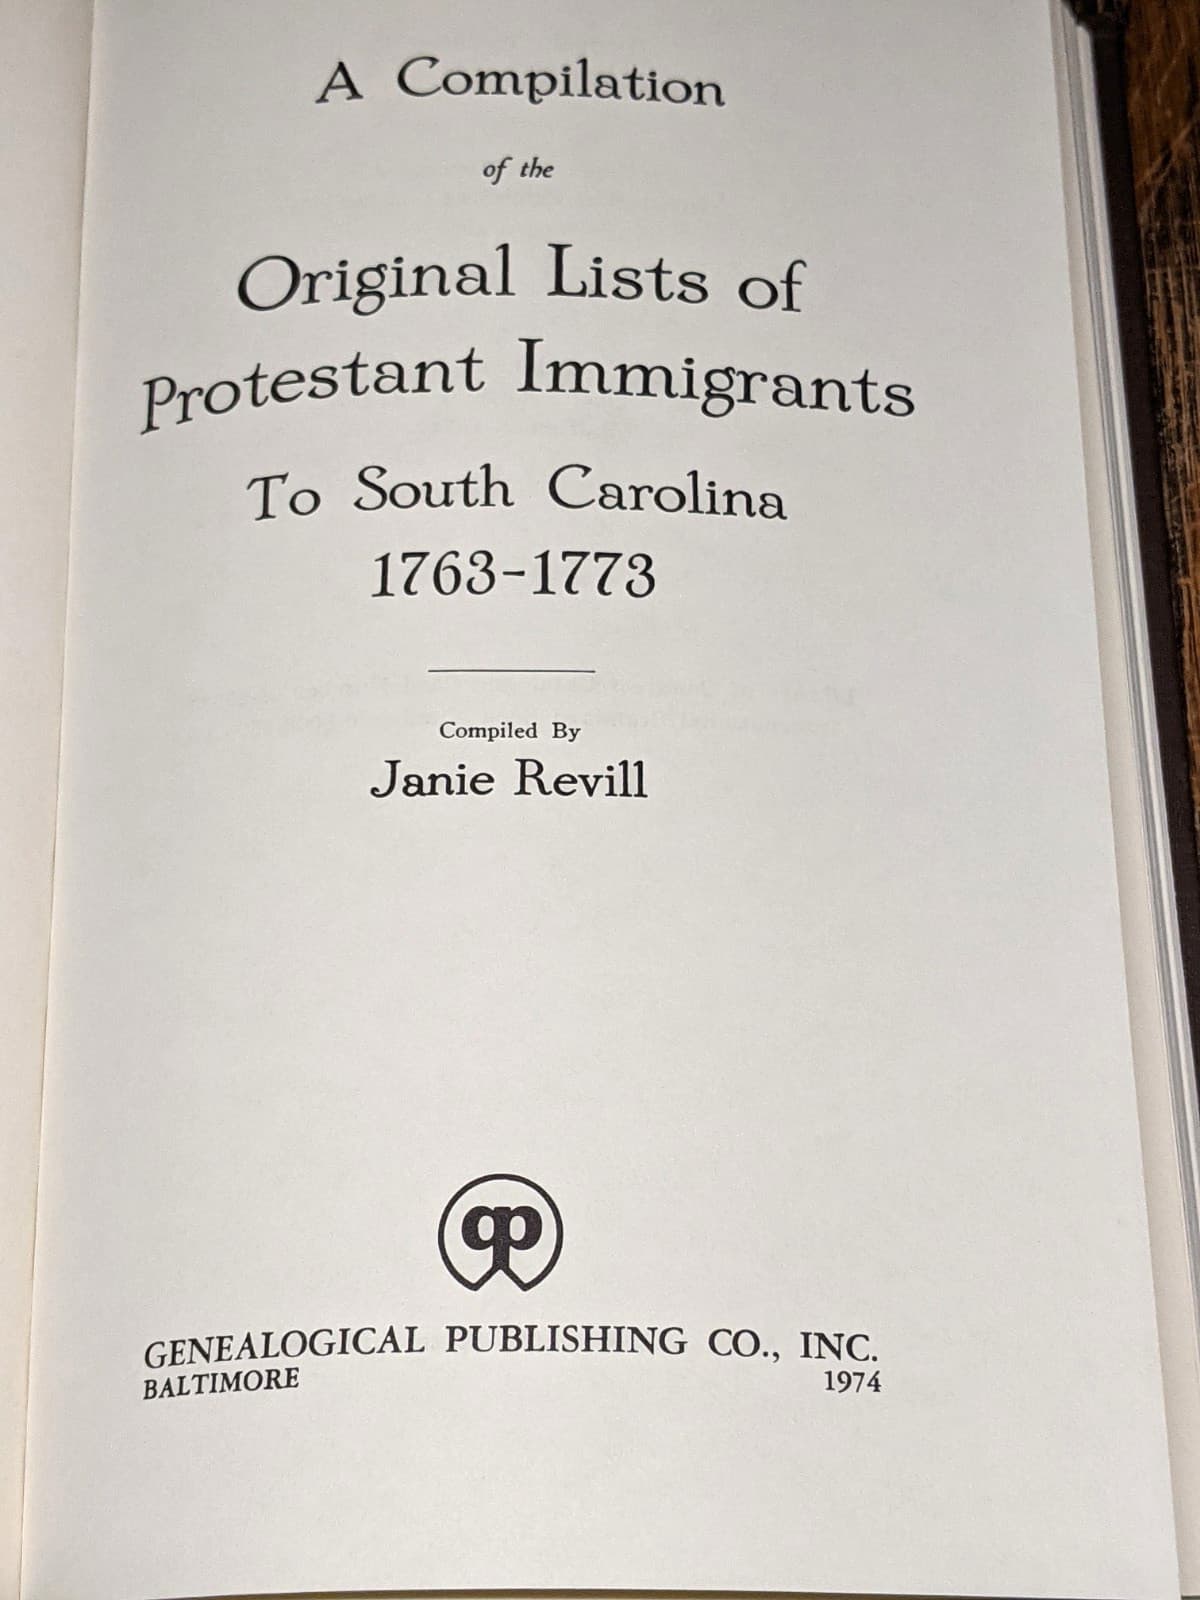 A Compilation
of the
Original Lists of
Protestant Immigrants
To South Carolina
1763-1773
Compiled By
Janie Revill
gp
GENEALOGICAL PUBLISHING CO., INC.
BALTIMORE 1974